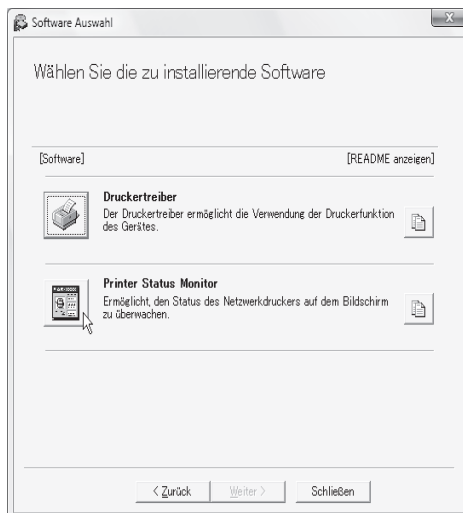 Software Auswahl
X
Wählen Sie die zu installierende Software
[Software] [README anzeigen]
Druckertreiber
Der Druckertreiber ermöglicht die Verwendung der Druckerfunktion
des Gerätes.
Printer Status Monitor
Ermöglicht, den Status des Netzwerkdruckers auf dem Bildschirm
zu überwachen.
< Zurück Weiter > Schließen